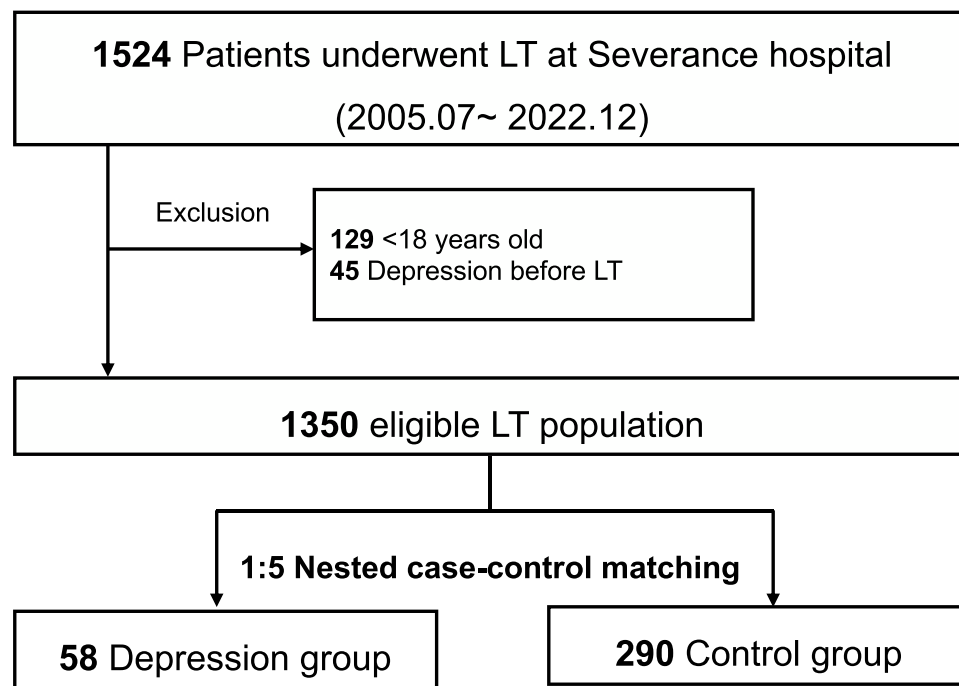 1524 Patients underwent LT at Severance hospital
(2005.07~ 2022.12)
Exclusion
129 <18 years old
45 Depression before LT
1350 eligible LT population
1:5 Nested case-control matching
58 Depression group
290 Control group